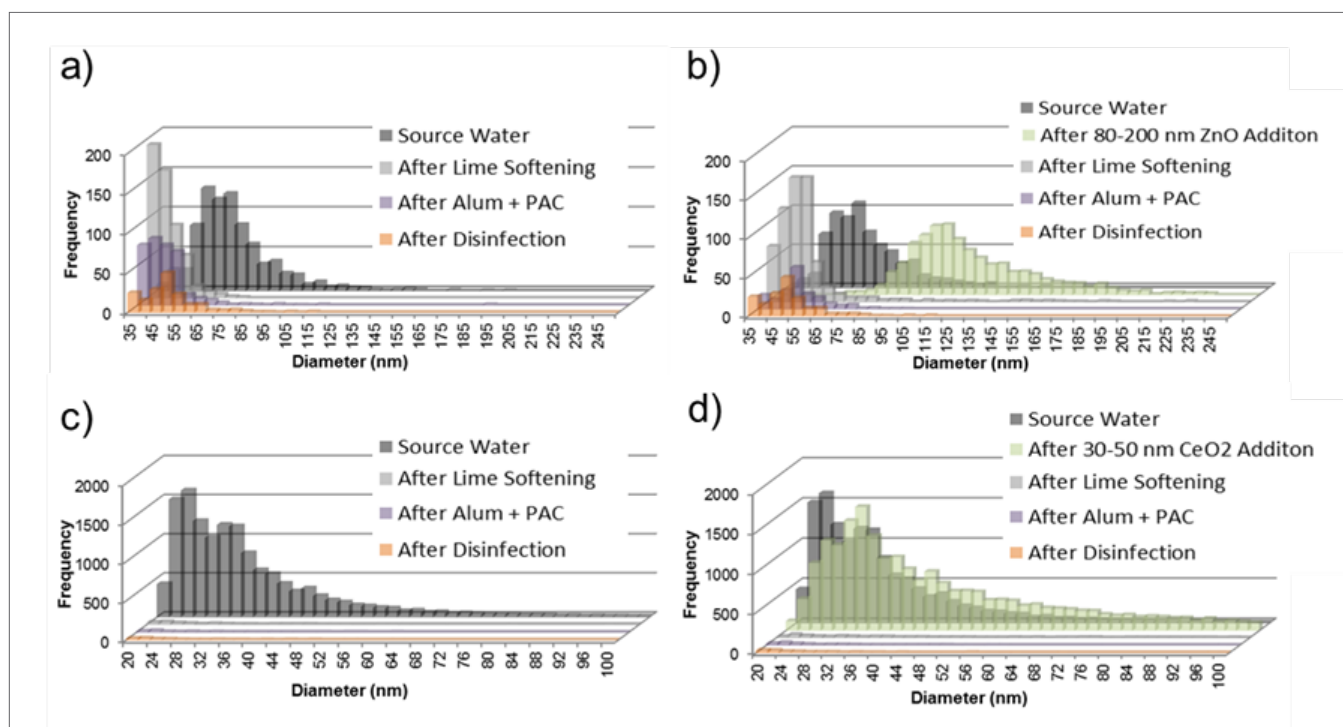 a)
Source Water
After Lime Softening
After Alum + PAC
After Disinfection
Frequency
200
150
100
50
0
35 45 55 65 75 85 95 105 115 125 135 145 155 165 175 185 195 205 215 225 235 245
Diameter (nm)
b)
Source Water
After 80-200 nm ZnO Additon
After Lime Softening
After Alum + PAC
After Disinfection
Frequency
200
150
100
50
0
35 45 55 65 75 85 95 105 115 125 135 145 155 165 175 185 195 205 215 225 235 245
Diameter (nm)
c)
Source Water
After Lime Softening
After Alum + PAC
After Disinfection
Frequency
2000
1500
1000
500
0
20 24 28 32 36 40 44 48 52 56 60 64 68 72 76 80 84 88 92 96 100
Diameter (nm)
d)
Source Water
After 30-50 nm CeO2 Additon
After Lime Softening
After Alum + PAC
After Disinfection
Frequency
2000
1500
1000
500
0
20 24 28 32 36 40 44 48 52 56 60 64 68 72 76 80 84 88 92 96 100
Diameter (nm)